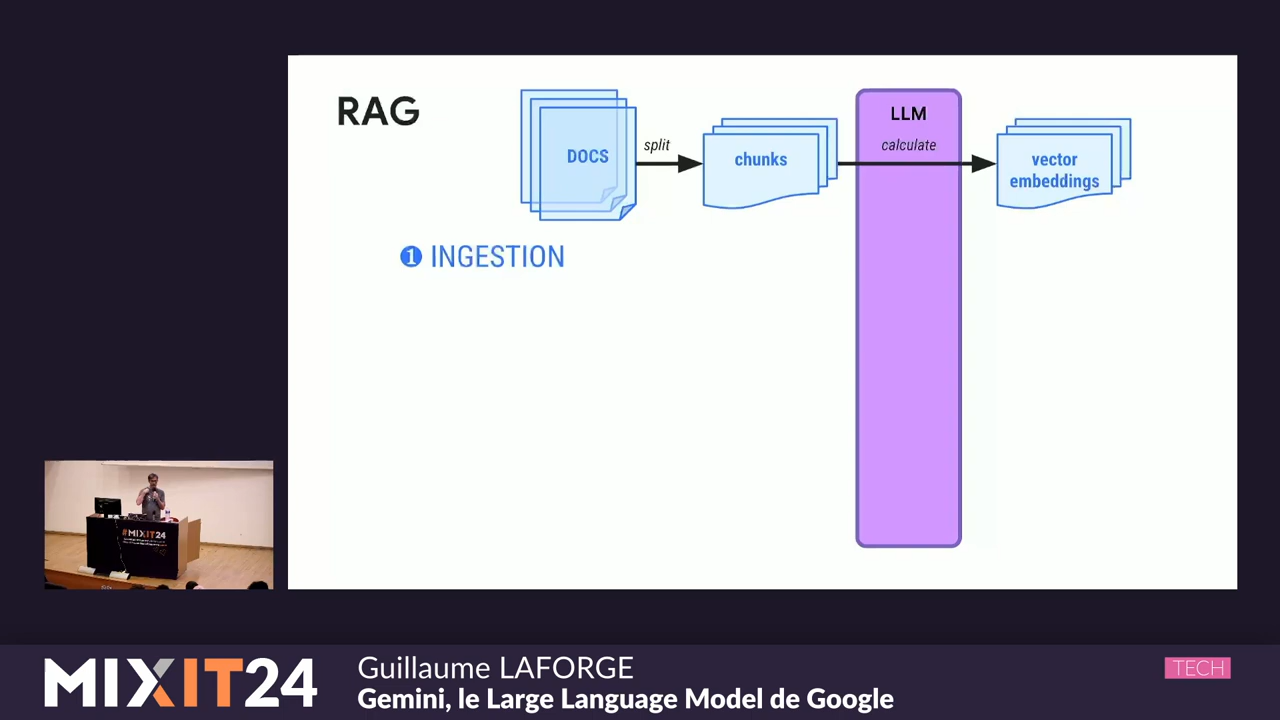 RAG
DOCS
split
chunks
LLM
calculate
vector
embeddings
❶ INGESTION
#MIXIT24
MIXIT24
Guillaume LAFORGE
Gemini, le Large Language Model de Google
TECH